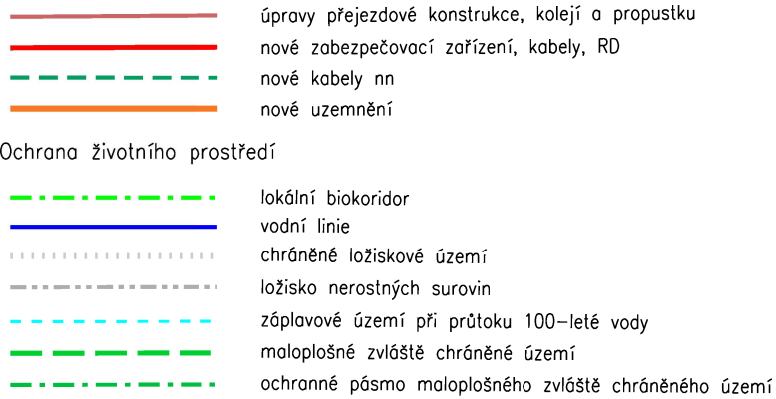 úpravy přejezdové konstrukce, kolejí a propustku
nové zabezpečovací zařízení, kabely, RD
nové kabely nn
nové uzemnění
Ochrana životního prostředí
lokální biokoridor
vodní linie
chráněné ložiskové území
ložisko nerostných surovin
záplavové území při průtoku 100-leté vody
maloplošné zvláště chráněné území
ochranné pásmo maloplošného zvláště chráněného území